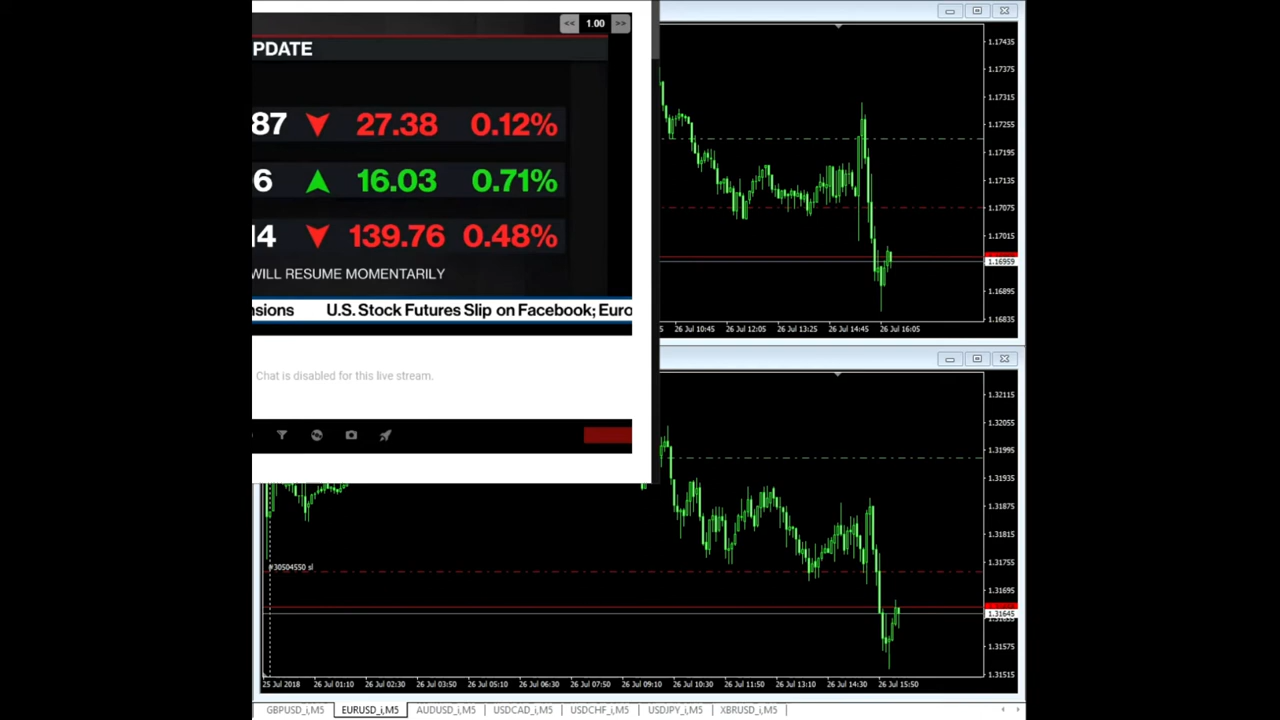 << 1.00 >>
PDATE
87 ▼ 27.38 0.12%
6 ▲ 16.03 0.71%
14 ▼ 139.76 0.48%
WILL RESUME MOMENTARILY
nsions U.S. Stock Futures Slip on Facebook; Euro
Chat is disabled for this live stream.
1.17435
1.17375
1.17315
1.17255
1.17195
1.17135
1.17075
1.17015
1.16959
1.16895
1.16835
5 26 Jul 10:45 26 Jul 12:05 26 Jul 13:25 26 Jul 14:45 26 Jul 16:05
1.32115
1.32055
1.31995
1.31935
1.31875
1.31815
1.31755
1.31695
1.31645
1.31575
1.31515
#30504550 sl
25 Jul 2018 26 Jul 01:10 26 Jul 02:30 26 Jul 03:50 26 Jul 05:10 26 Jul 06:30 26 Jul 07:50 26 Jul 09:10 26 Jul 10:30 26 Jul 11:50 26 Jul 13:10 26 Jul 14:30 26 Jul 15:50
GBPUSD_i,M5 EURUSD_i,M5 AUDUSD_i,M5 USDCAD_i,M5 USDCHF_i,M5 USDJPY_i,M5 XBRUSD_i,M5